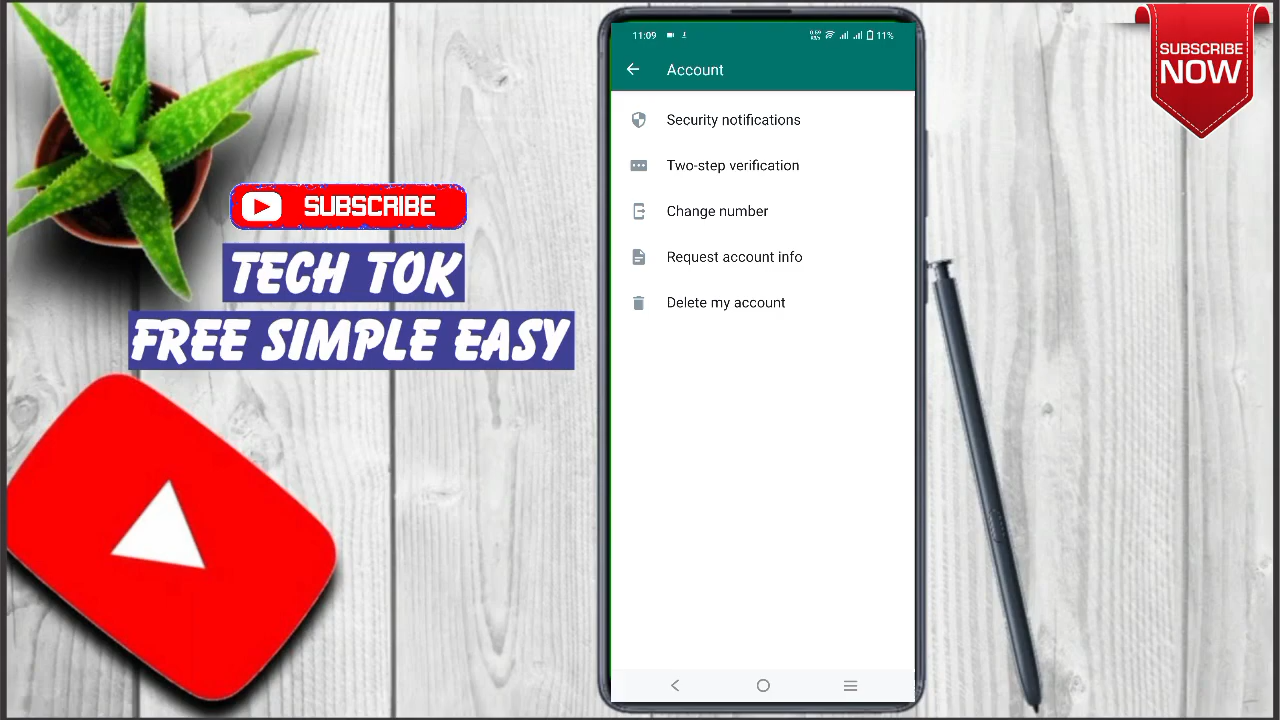 SUBSCRIBE
NOW
11:09
11%
Account
Security notifications
Two-step verification
Change number
Request account info
Delete my account
SUBSCRIBE
TECH TOK
FREE SIMPLE EASY